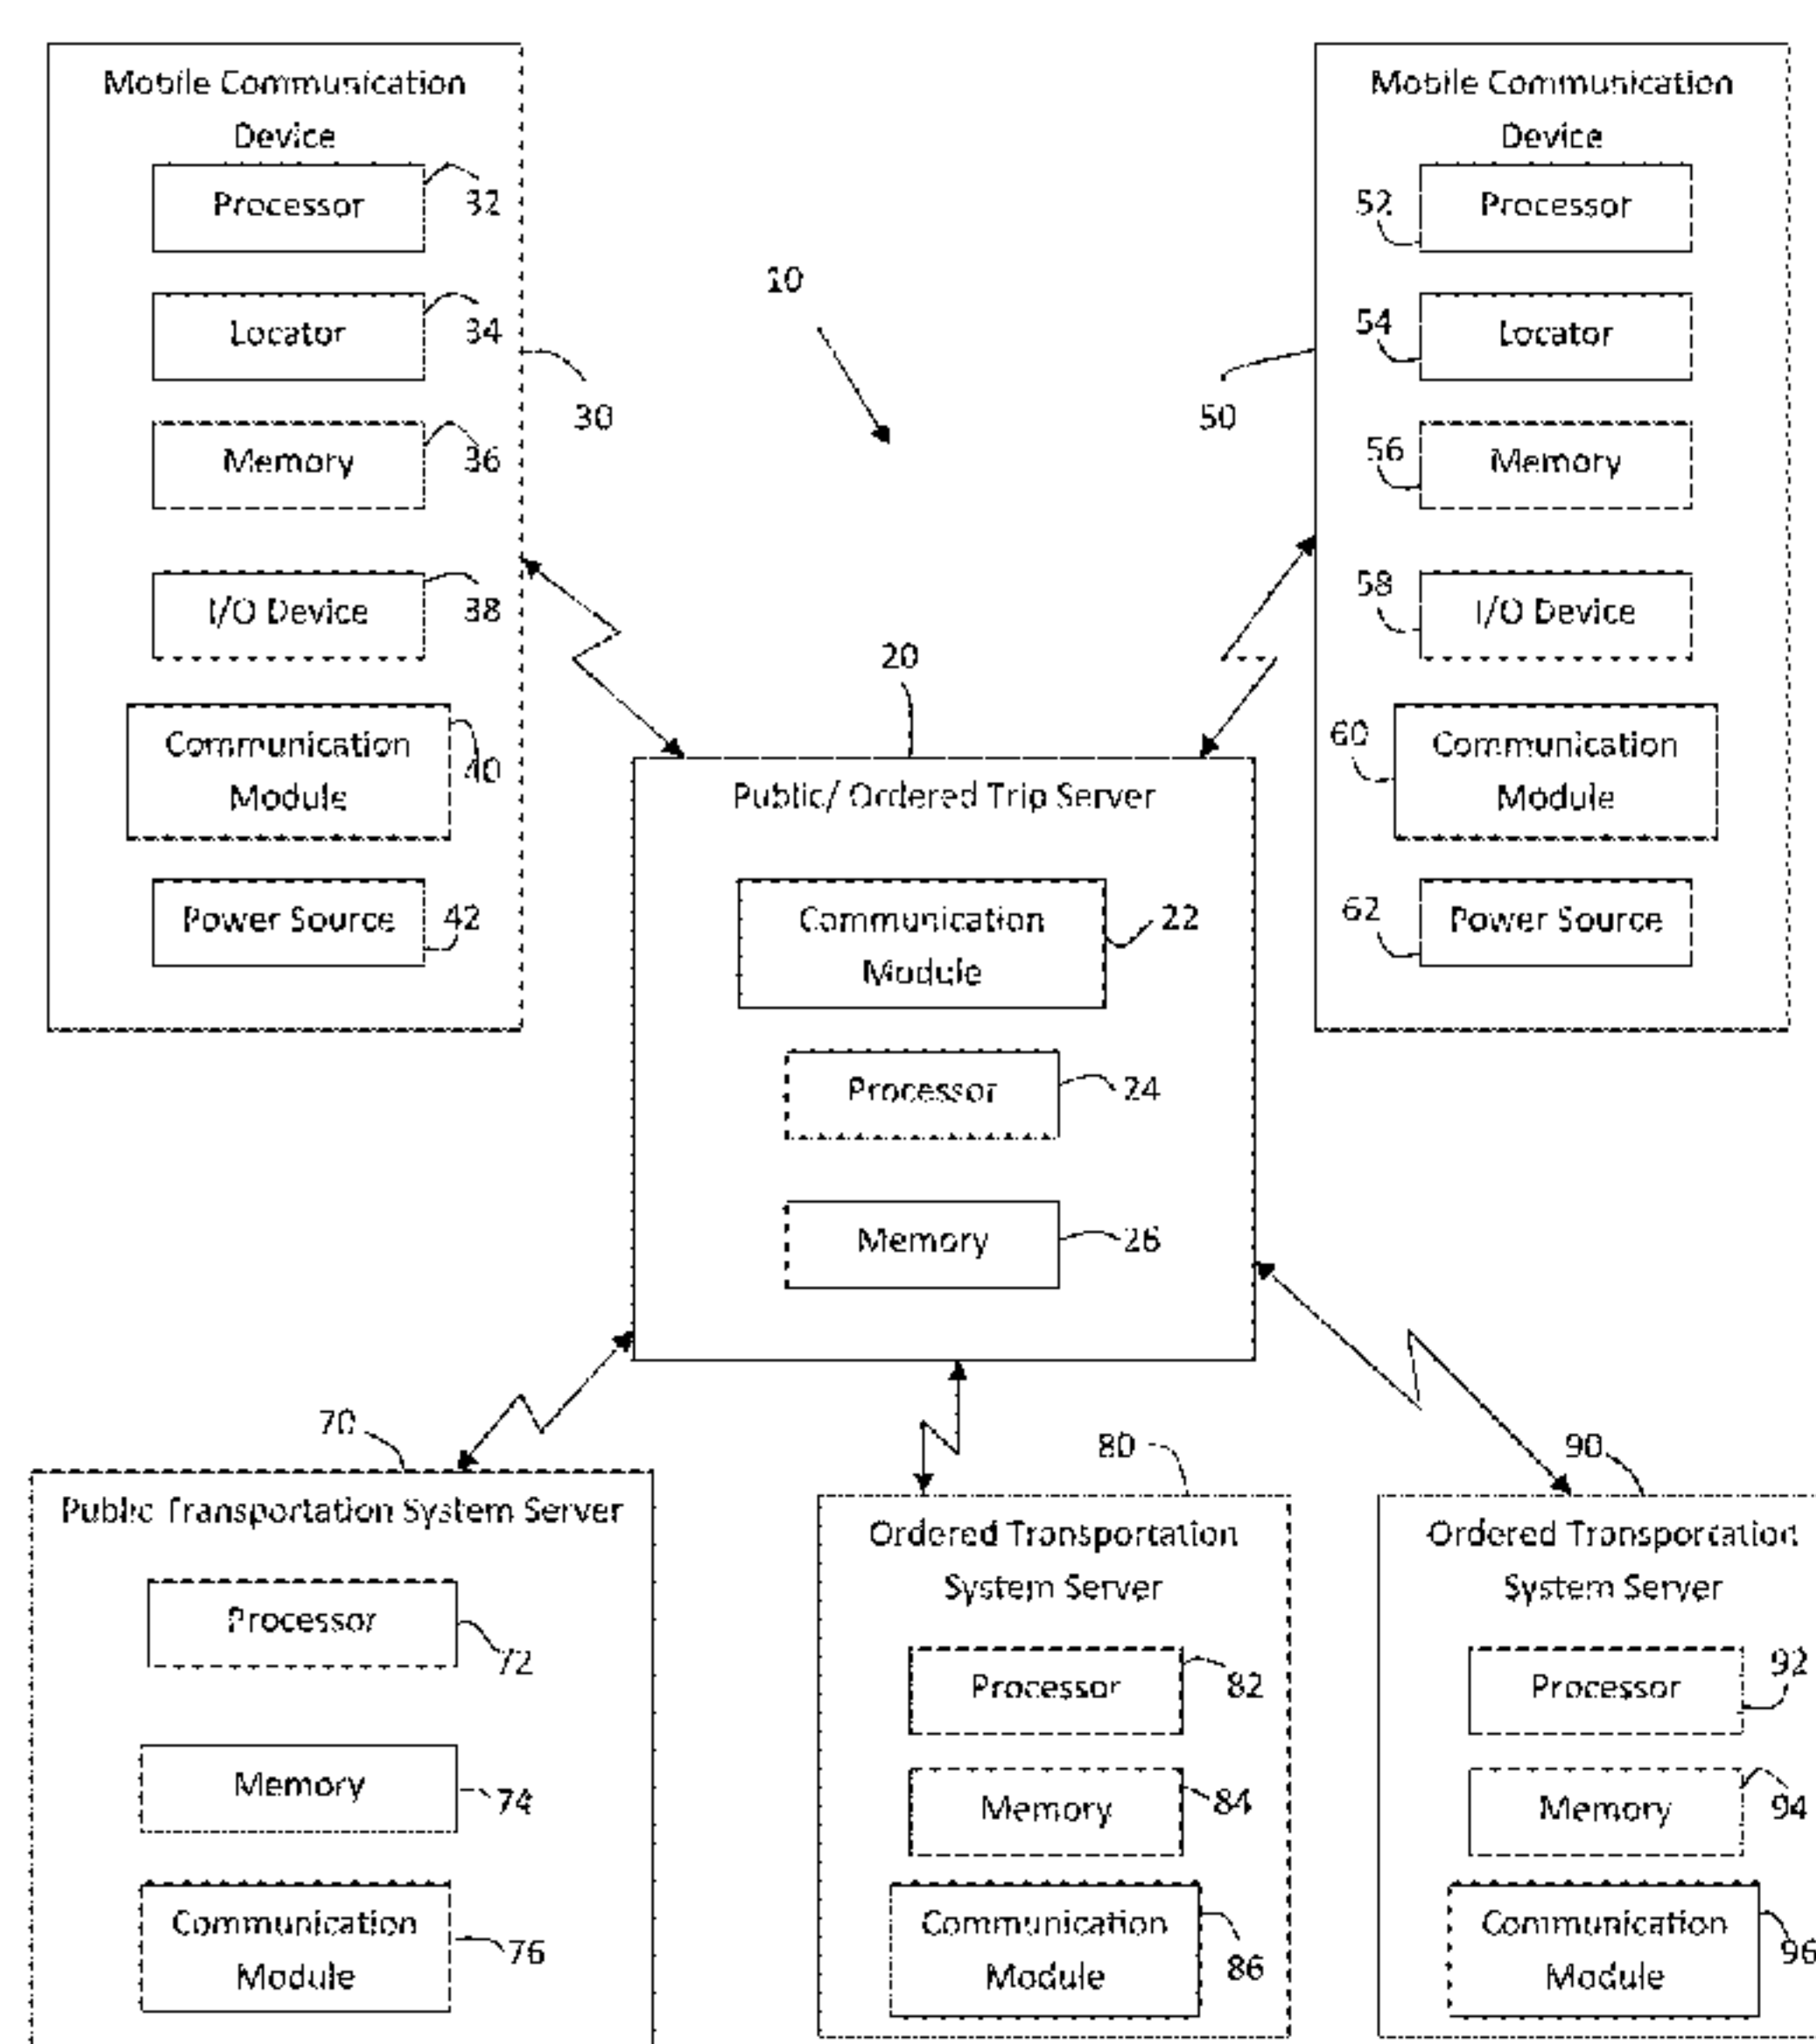 Mobile Communication
Device
Processor
32
Locator
34
30
Memory
36
I/O Device
38
Communication
Module
40
Power Source
42
10
Mobile Communication
Device
52
Processor
54
Locator
50
56
Memory
58
I/O Device
60
Communication
Module
62
Power Source
20
Public/ Ordered Trip Server
Communication
Module
22
Processor
24
Memory
26
70
Public Transportation System Server
Processor
72
Memory
74
Communication
Module
76
80
Ordered Transportation
System Server
Processor
82
Memory
84
Communication
Module
86
90
Ordered Transportation
System Server
Processor
92
Memory
94
Communication
Module
96